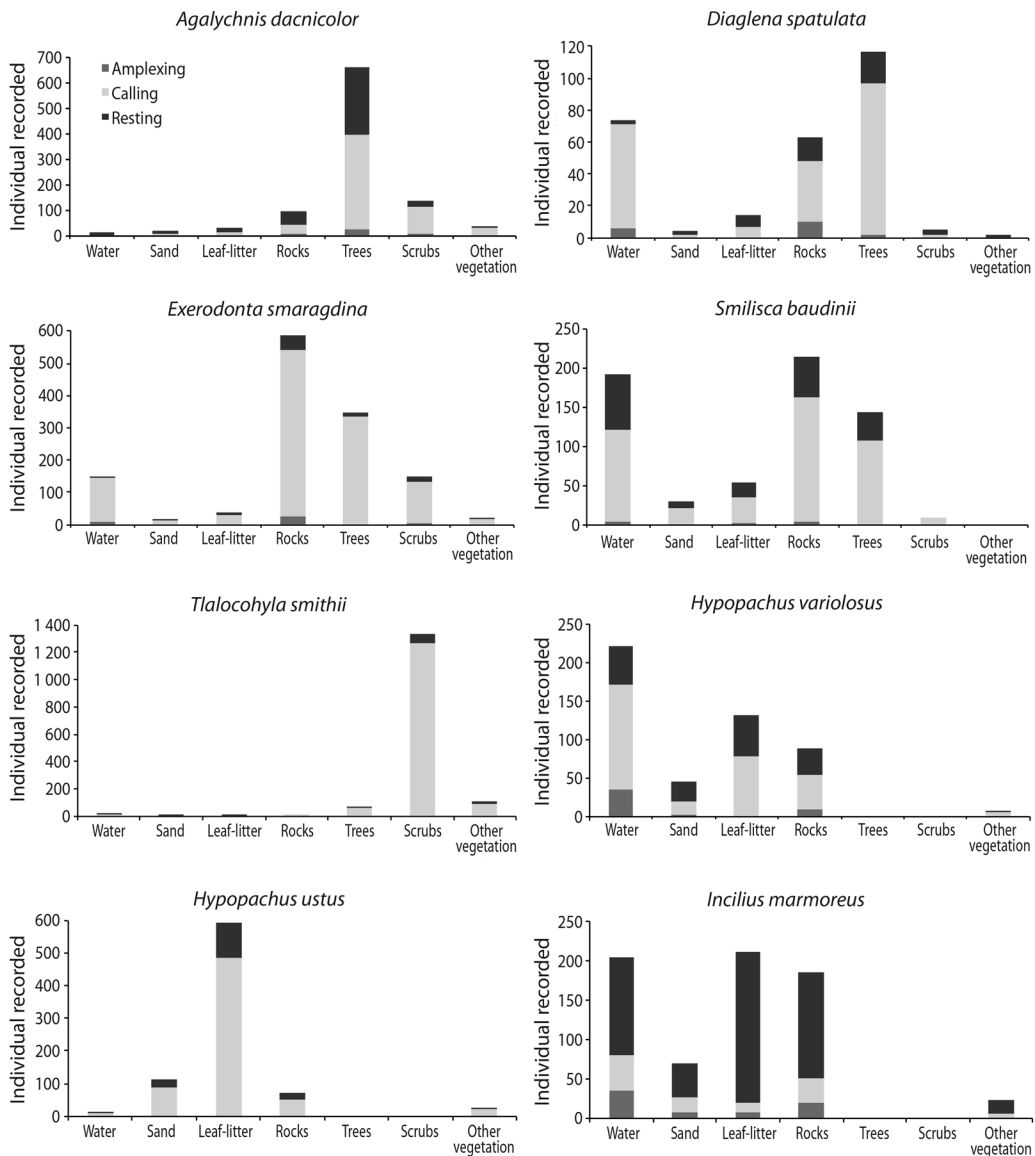 Agalychnis dacnicolor
Individual recorded
700
600
500
400
300
200
100
0
Amplexing
Calling
Resting
Water Sand Leaf-litter Rocks Trees Scrubs Other
vegetation
Diaglena spatulata
Individual recorded
120
100
80
60
40
20
0
Water Sand Leaf-litter Rocks Trees Scrubs Other
vegetation
Exerodonta smaragdina
Individual recorded
600
500
400
300
200
100
0
Water Sand Leaf-litter Rocks Trees Scrubs Other
vegetation
Smilisca baudinii
Individual recorded
250
200
150
100
50
0
Water Sand Leaf-litter Rocks Trees Scrubs Other
vegetation
Tlalocohyla smithii
Individual recorded
1 400
1 200
1 000
800
600
400
200
0
Water Sand Leaf-litter Rocks Trees Scrubs Other
vegetation
Hypopachus variolosus
Individual recorded
250
200
150
100
50
0
Water Sand Leaf-litter Rocks Trees Scrubs Other
vegetation
Hypopachus ustus
Individual recorded
600
500
400
300
200
100
0
Water Sand Leaf-litter Rocks Trees Scrubs Other
vegetation
Incilius marmoreus
Individual recorded
250
200
150
100
50
0
Water Sand Leaf-litter Rocks Trees Scrubs Other
vegetation